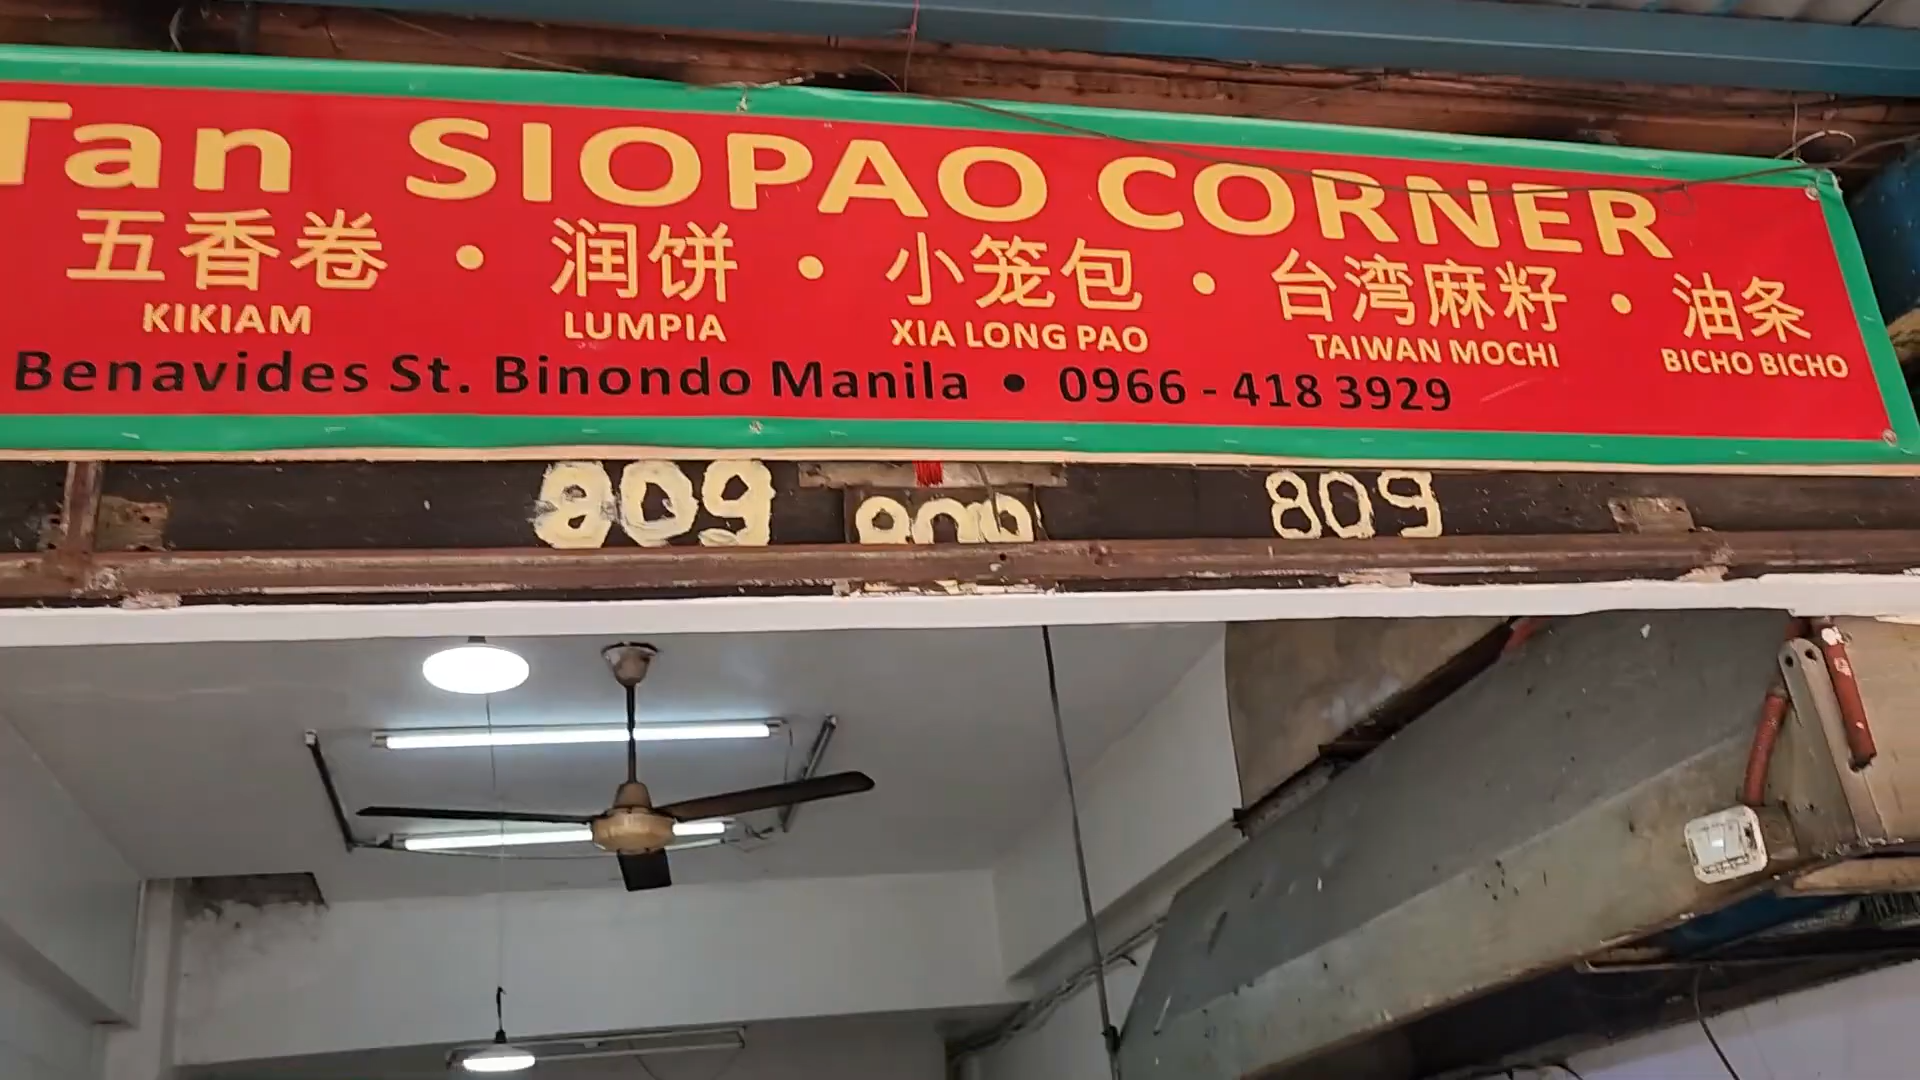 Tan SIOPAO CORNER
五香卷 • 润饼 • 小笼包 • 台湾麻籽 • 油条
KIKIAM LUMPIA XIA LONG PAO TAIWAN MOCHI BICHO BICHO
Benavides St. Binondo Manila • 0966 - 418 3929
809 809